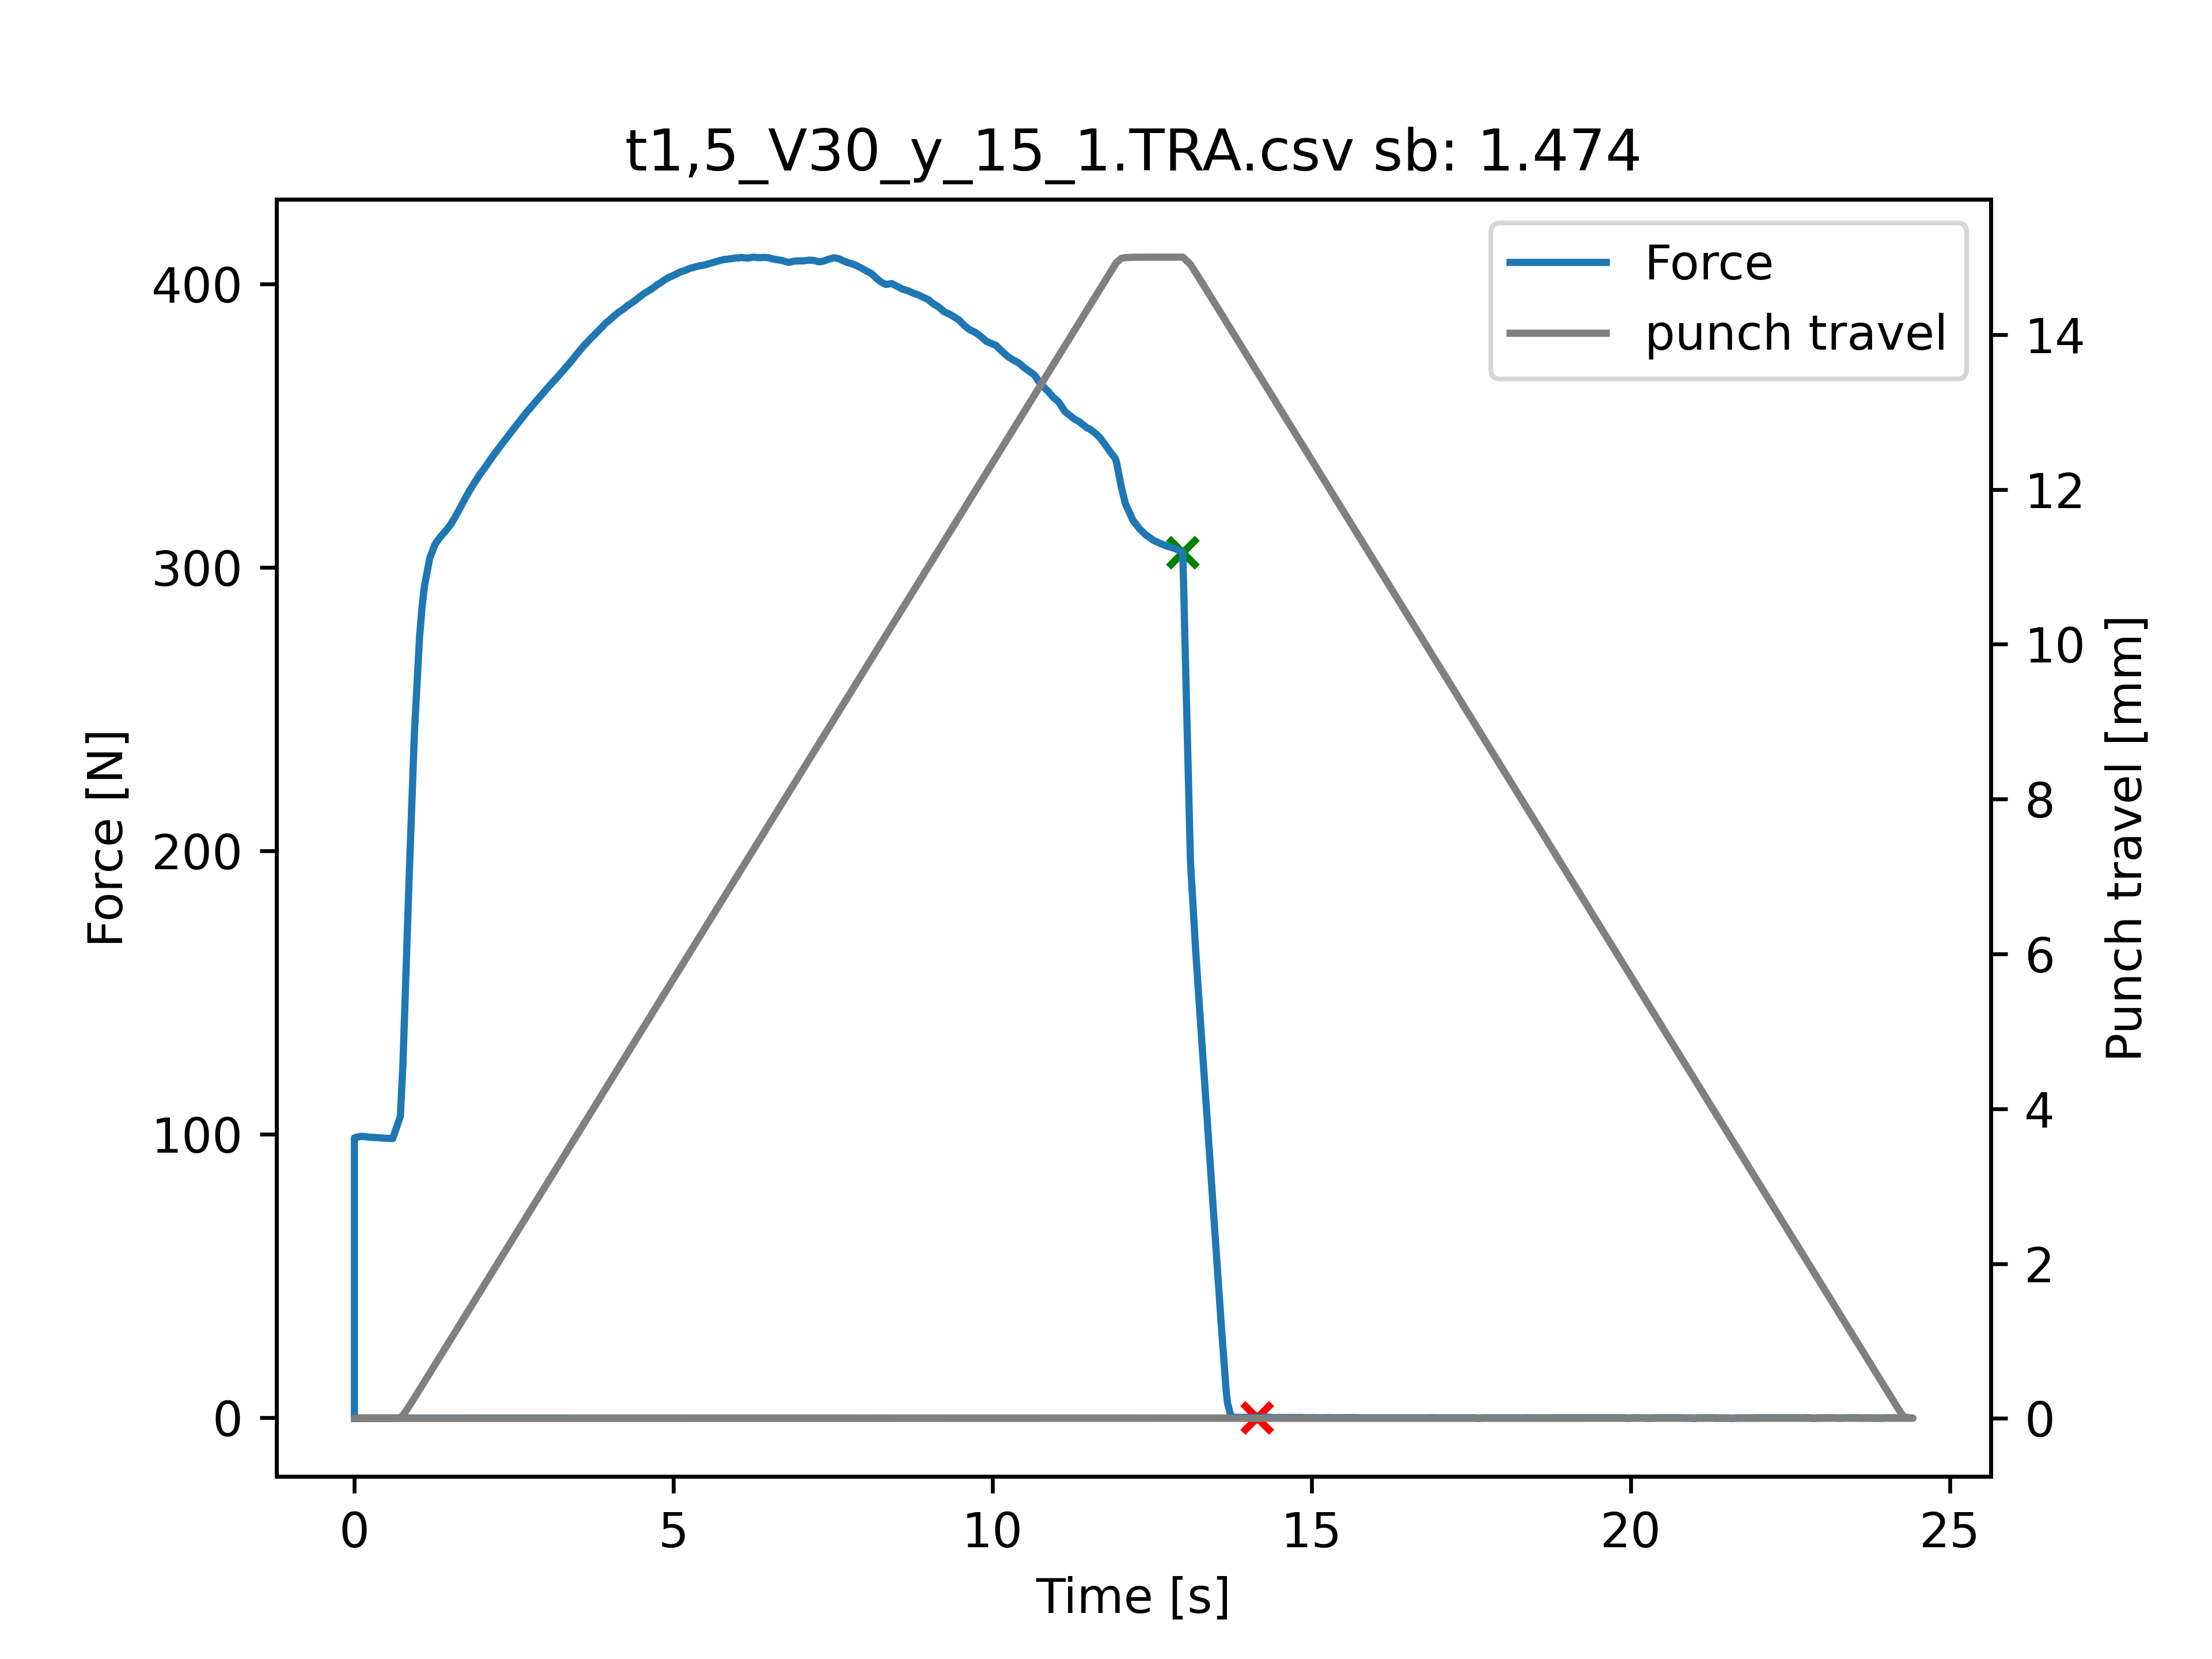 t1,5_V30_y_15_1.TRA.csv sb: 1.474
Force
punch travel
400
300
200
100
0
Force [N]
14
12
10
8
6
4
2
0
Punch travel [mm]
0 5 10 15 20 25
Time [s]